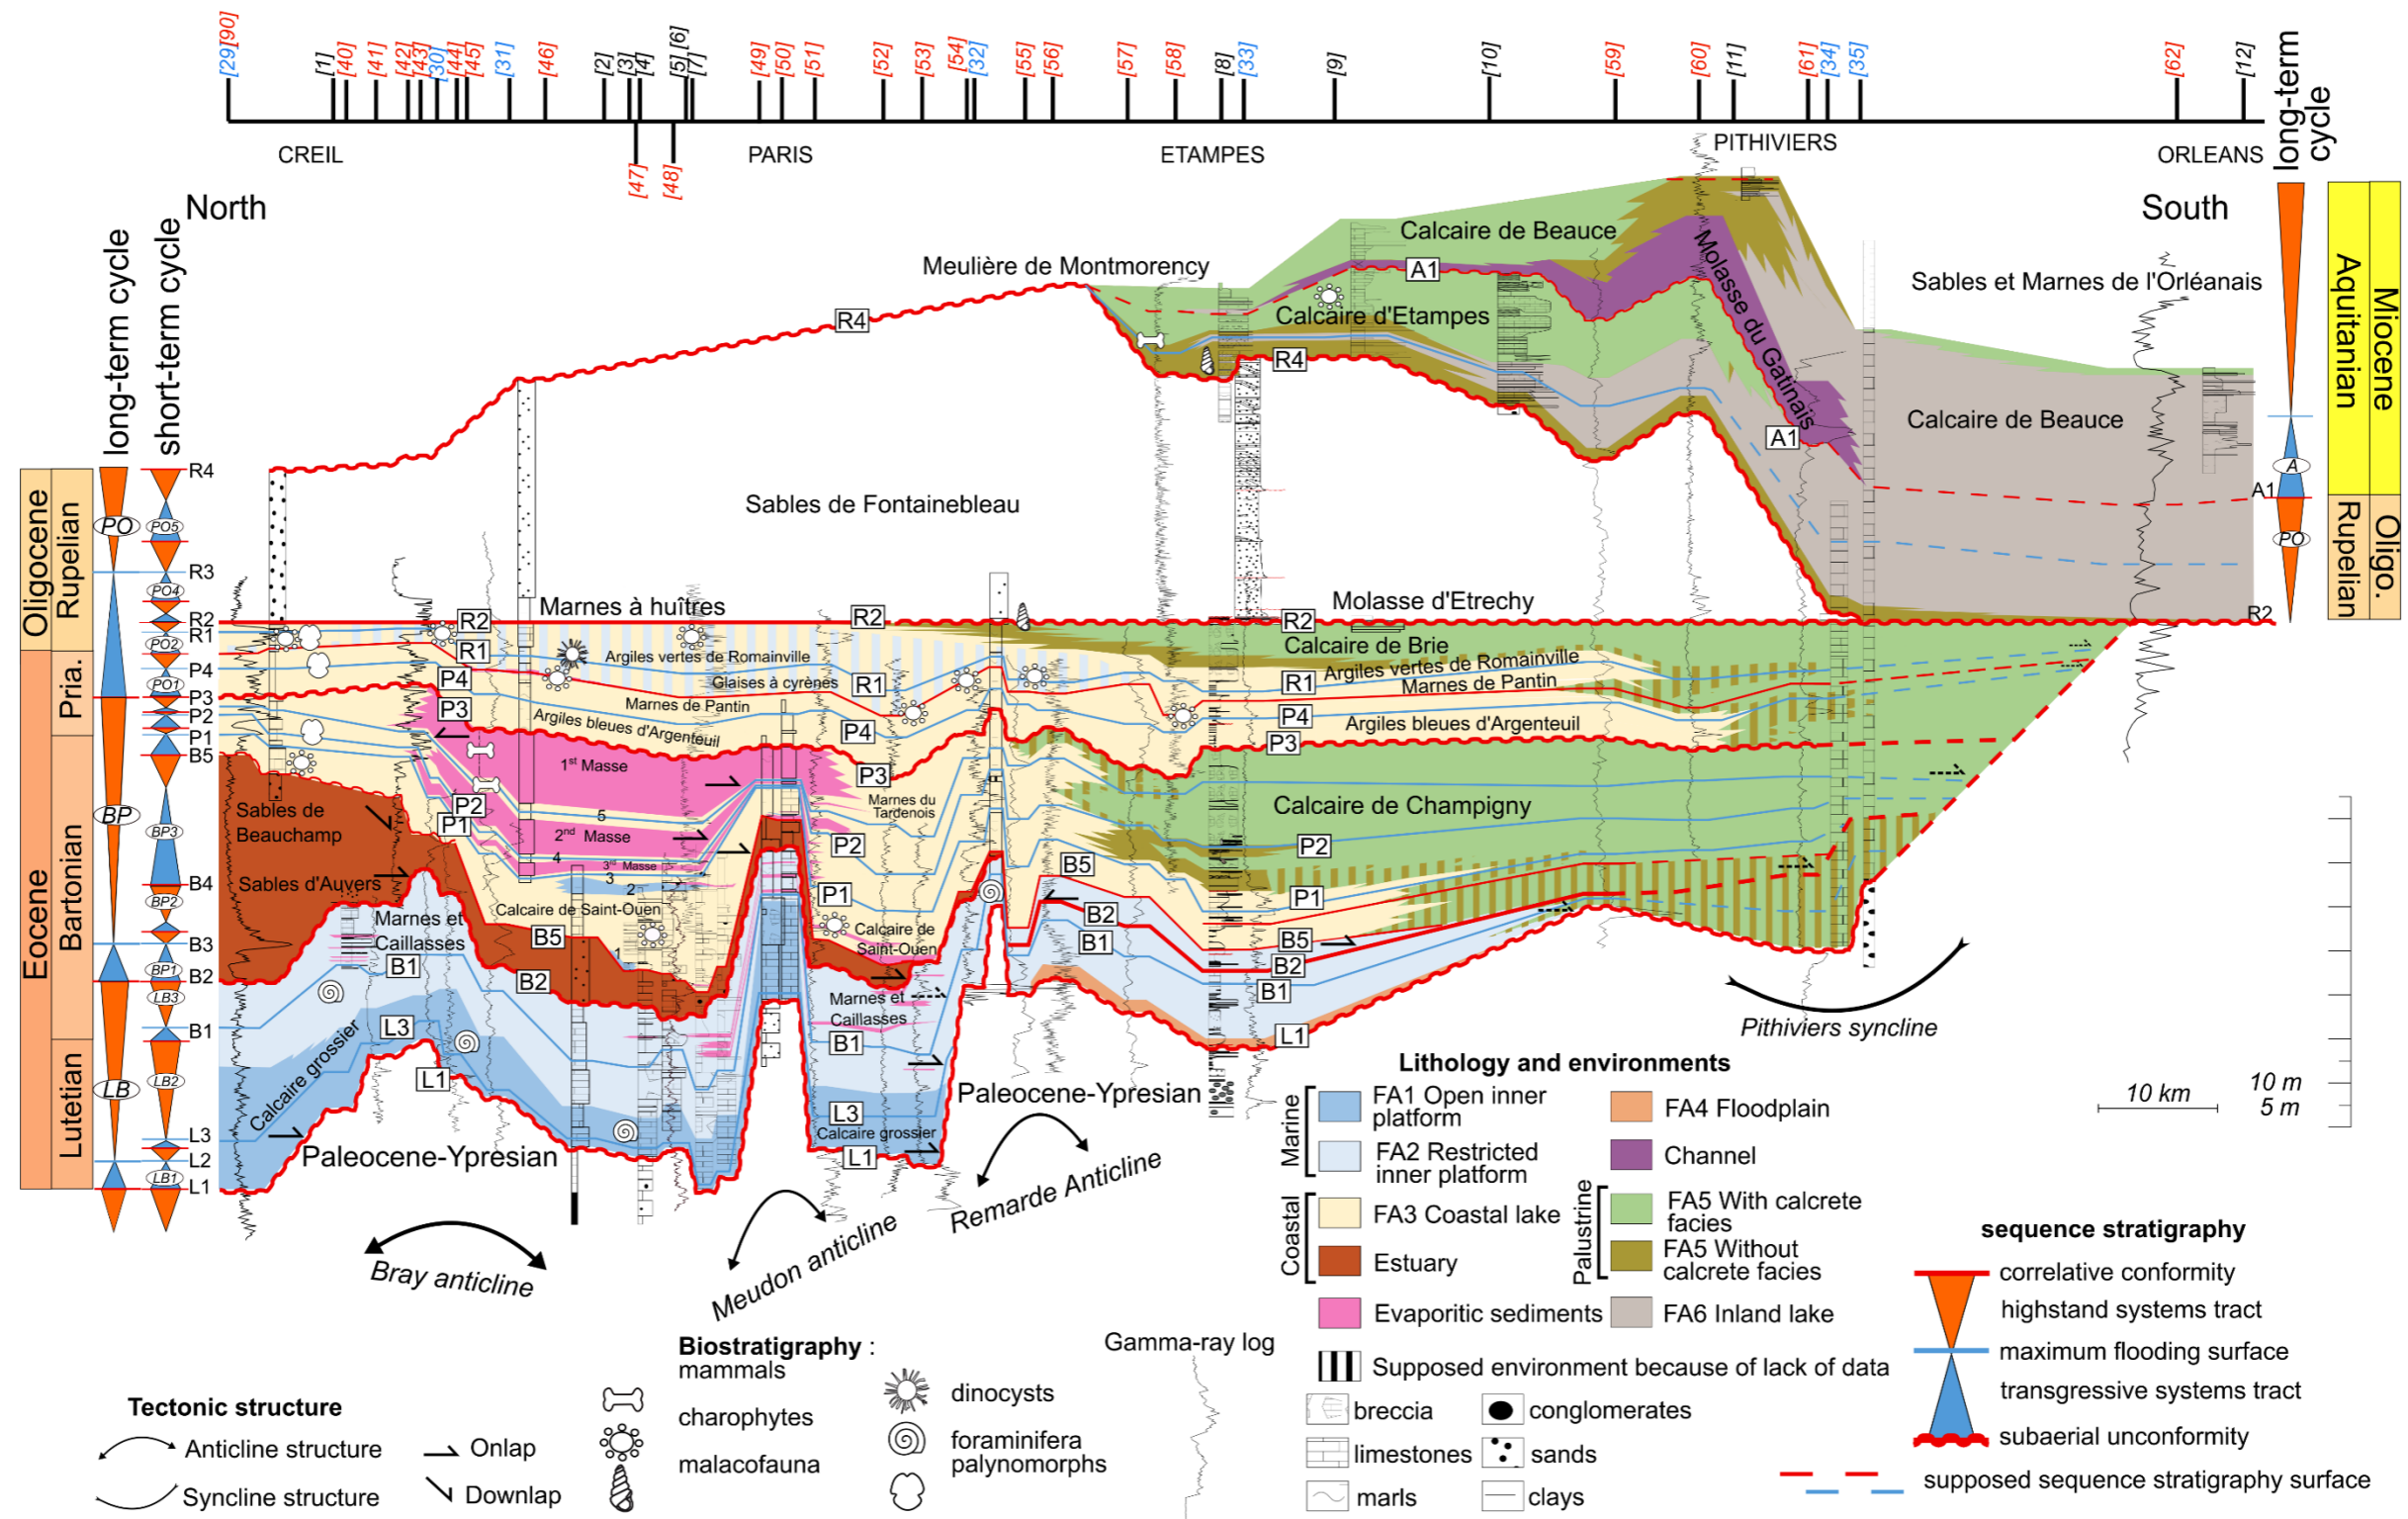 [29] [90] [1] [40] [41] [42] [43] [30] [44] [45] [31] [46] [2] [3] [4] [5] [6] [7] [49] [50] [51] [52] [53] [54] [32] [55] [56] [57] [58] [8] [33] [9] [10] [59] [60] [11] [61] [34] [35] [62] [12]
[47] [48]
CREIL PARIS ETAMPES PITHIVIERS ORLEANS
North
South
long-term cycle
short-term cycle
long-term
cycle
Oligocene
Rupelian
Pria.
Eocene
Bartonian
Lutetian
PO
BP
LB
PO5
PO4
PO2
PO1
BP3
BP2
BP1
LB3
LB2
LB1
R4
R3
R2
R1
P4
P3
P2
P1
B5
B4
B3
B2
B1
L3
L2
L1
Miocene
Aquitanian
Oligo.
Rupelian
A
A1
PO
R2
Meulière de Montmorency
Calcaire de Beauce
Molasse du Gatinais
Sables et Marnes de l'Orléanais
Calcaire d'Etampes
Calcaire de Beauce
R4
A1
R4
A1
Sables de Fontainebleau
Marnes à huîtres
Molasse d'Etrechy
R2
R2
R2
Calcaire de Brie
R1
Argiles vertes de Romainville
Argiles vertes de Romainville
P4
Glaises à cyrènes
R1
R1
Marnes de Pantin
Marnes de Pantin
P3
Argiles bleues d'Argenteuil
P4
P4
Argiles bleues d'Argenteuil
P3
P3
1st Masse
5
2nd Masse
4
3rd Masse
3
2
1
Marnes du
Tardenois
Calcaire de Champigny
Sables de
Beauchamp
P2
P1
P2
P2
B5
Sables d'Auvers
P1
P1
Calcaire de Saint-Ouen
Marnes et
Caillasses
B2
B5
Calcaire de
Saint-Ouen
B1
B5
B1
B2
B2
Marnes et
Caillasses
B1
B1
L3
L1
Calcaire grossier
L1
L3
Calcaire grossier
L1
Paleocene-Ypresian
Paleocene-Ypresian
Bray anticline
Meudon anticline
Remarde Anticline
Pithiviers syncline
10 km
10 m
5 m
Lithology and environments
Marine
FA1 Open inner
platform
FA2 Restricted
inner platform
Coastal
FA3 Coastal lake
Estuary
Evaporitic sediments
FA4 Floodplain
Channel
Palustrine
FA5 With calcrete
facies
FA5 Without
calcrete facies
FA6 Inland lake
Supposed environment because of lack of data
breccia
conglomerates
limestones
sands
marls
clays
sequence stratigraphy
correlative conformity
highstand systems tract
maximum flooding surface
transgressive systems tract
subaerial unconformity
supposed sequence stratigraphy surface
Tectonic structure
Anticline structure
Syncline structure
Onlap
Downlap
Biostratigraphy :
mammals
charophytes
malacofauna
dinocysts
foraminifera
palynomorphs
Gamma-ray log